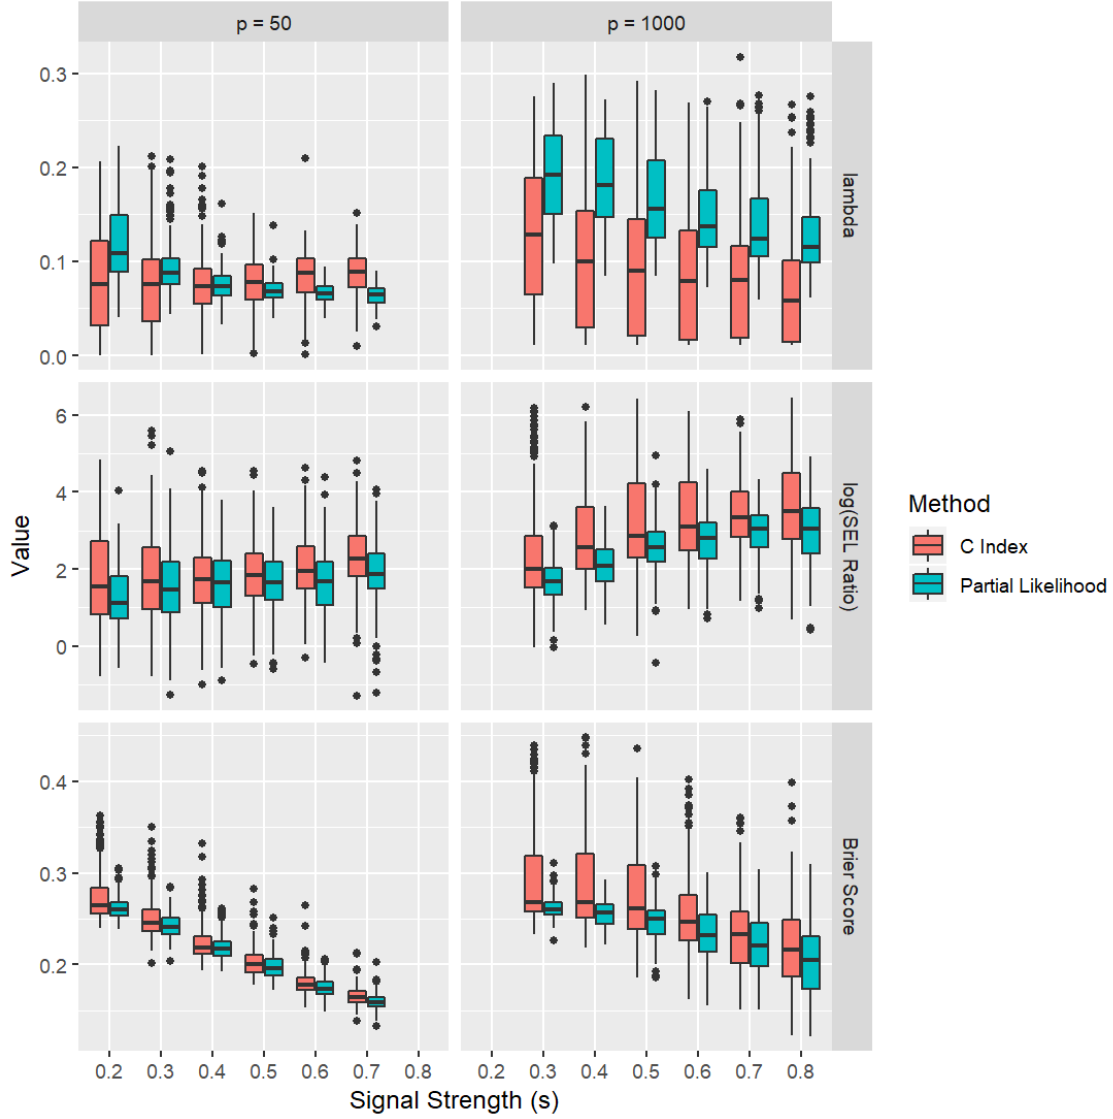 p = 50
p = 1000
0.3
0.2
0.1
0.0
lambda
6
4
2
0
log(SEL Ratio)
0.4
0.3
0.2
Brier Score
Value
0.2 0.3 0.4 0.5 0.6 0.7 0.8
0.2 0.3 0.4 0.5 0.6 0.7 0.8
Signal Strength (s)
Method
C Index
Partial Likelihood